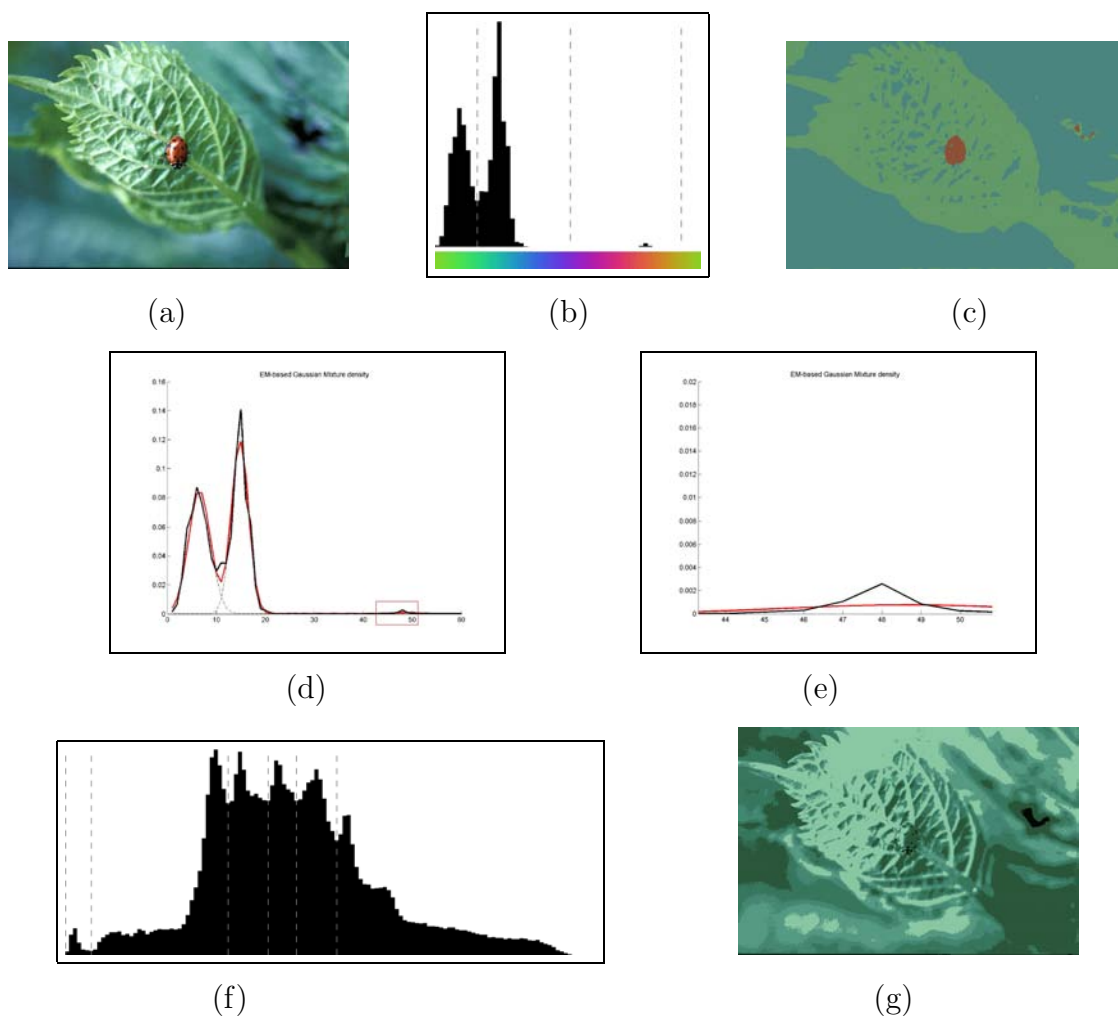 (a)
(b)
(c)
EM-based Gaussian Mixture density
0.16
0.14
0.12
0.1
0.08
0.06
0.04
0.02
0
0 10 20 30 40 50 60
(d)
EM-based Gaussian Mixture density
0.02
0.018
0.016
0.014
0.012
0.01
0.008
0.006
0.004
0.002
0
44 45 46 47 48 49 50
(e)
(f)
(g)